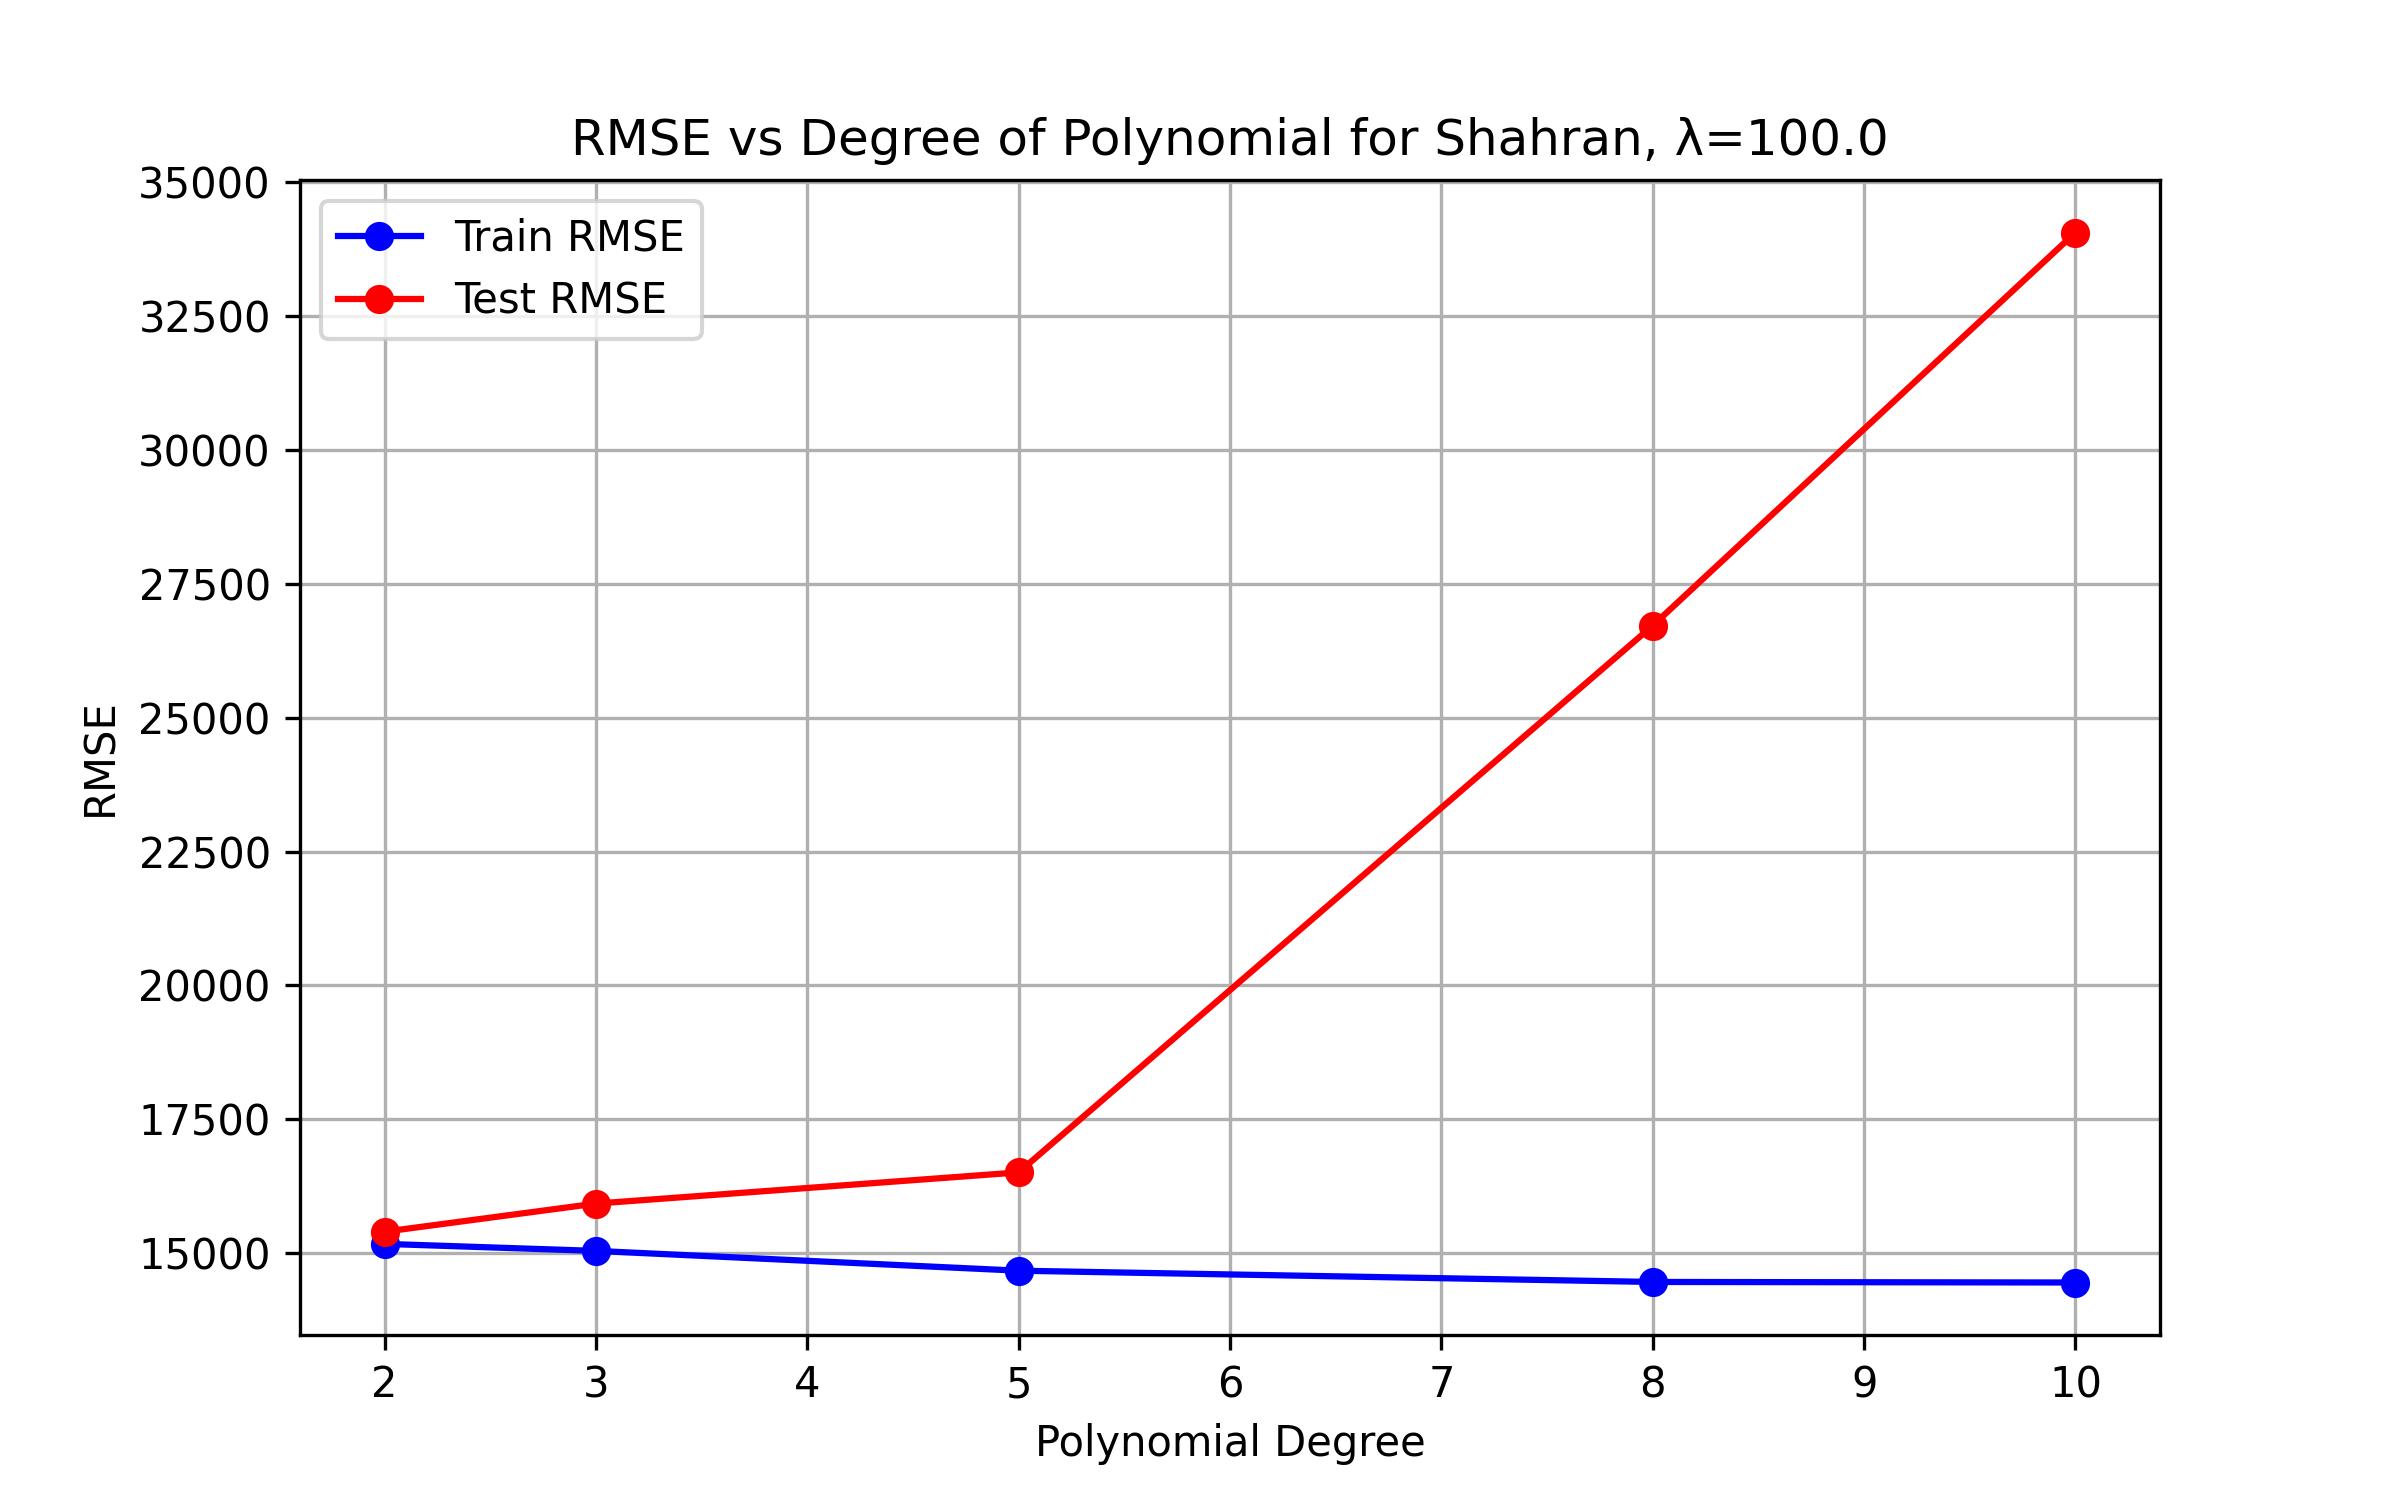 RMSE vs Degree of Polynomial for Shahran, λ=100.0
Train RMSE
Test RMSE
35000
32500
30000
27500
25000
22500
20000
17500
15000
RMSE
2 3 4 5 6 7 8 9 10
Polynomial Degree